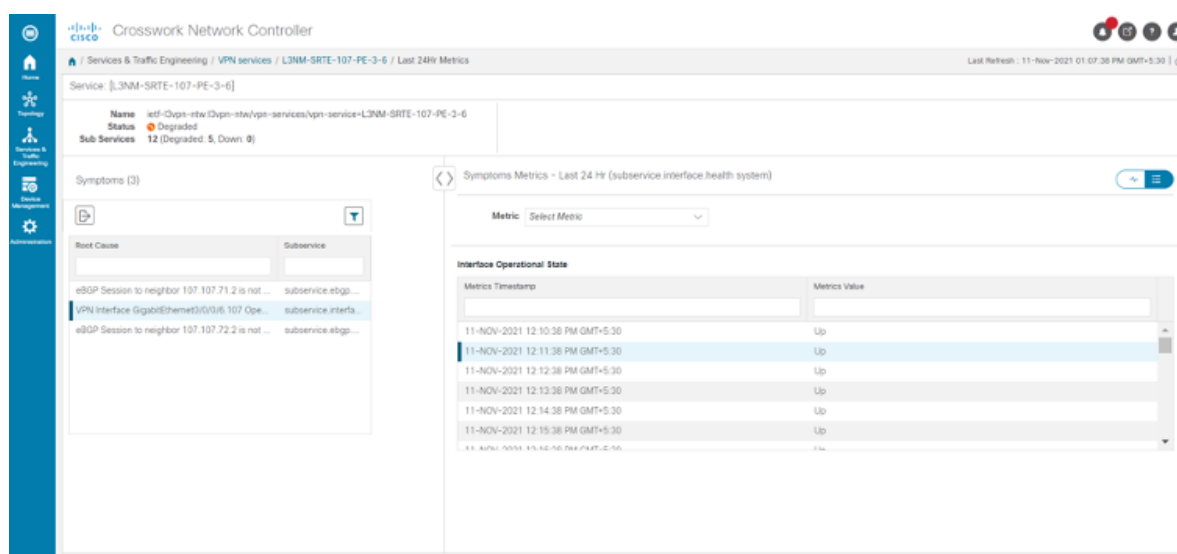 CISCO Crosswork Network Controller
Home
/ Services & Traffic Engineering / VPN services / L3NM-SRTE-107-PE-3-6 / Last 24Hr Metrics
Last Refresh : 11-Nov-2021 01:07:38 PM GMT+5:30 |
Service: [L3NM-SRTE-107-PE-3-6]
Topology
Name ietf-l3vpn-ntw:l3vpn-ntw/vpn-services/vpn-service=L3NM-SRTE-107-PE-3-6
Status Degraded
Sub Services 12 (Degraded: 5, Down: 0)
Services &
Traffic
Engineering
Device
Management
Administration
Symptoms (3)
Root Cause Subservice
eBGP Session to neighbor 107.107.71.2 is not ... subservice.ebgp....
VPN Interface GigabitEthernet0/0/0/6.107 Ope... subservice.interfa...
eBGP Session to neighbor 107.107.72.2 is not ... subservice.ebgp....
Symptoms Metrics - Last 24 Hr (subservice.interface.health system)
Metric Select Metric
Interface Operational State
Metrics Timestamp Metrics Value
11-NOV-2021 12:10:38 PM GMT+5:30 Up
11-NOV-2021 12:11:38 PM GMT+5:30 Up
11-NOV-2021 12:12:38 PM GMT+5:30 Up
11-NOV-2021 12:13:38 PM GMT+5:30 Up
11-NOV-2021 12:14:38 PM GMT+5:30 Up
11-NOV-2021 12:15:38 PM GMT+5:30 Up